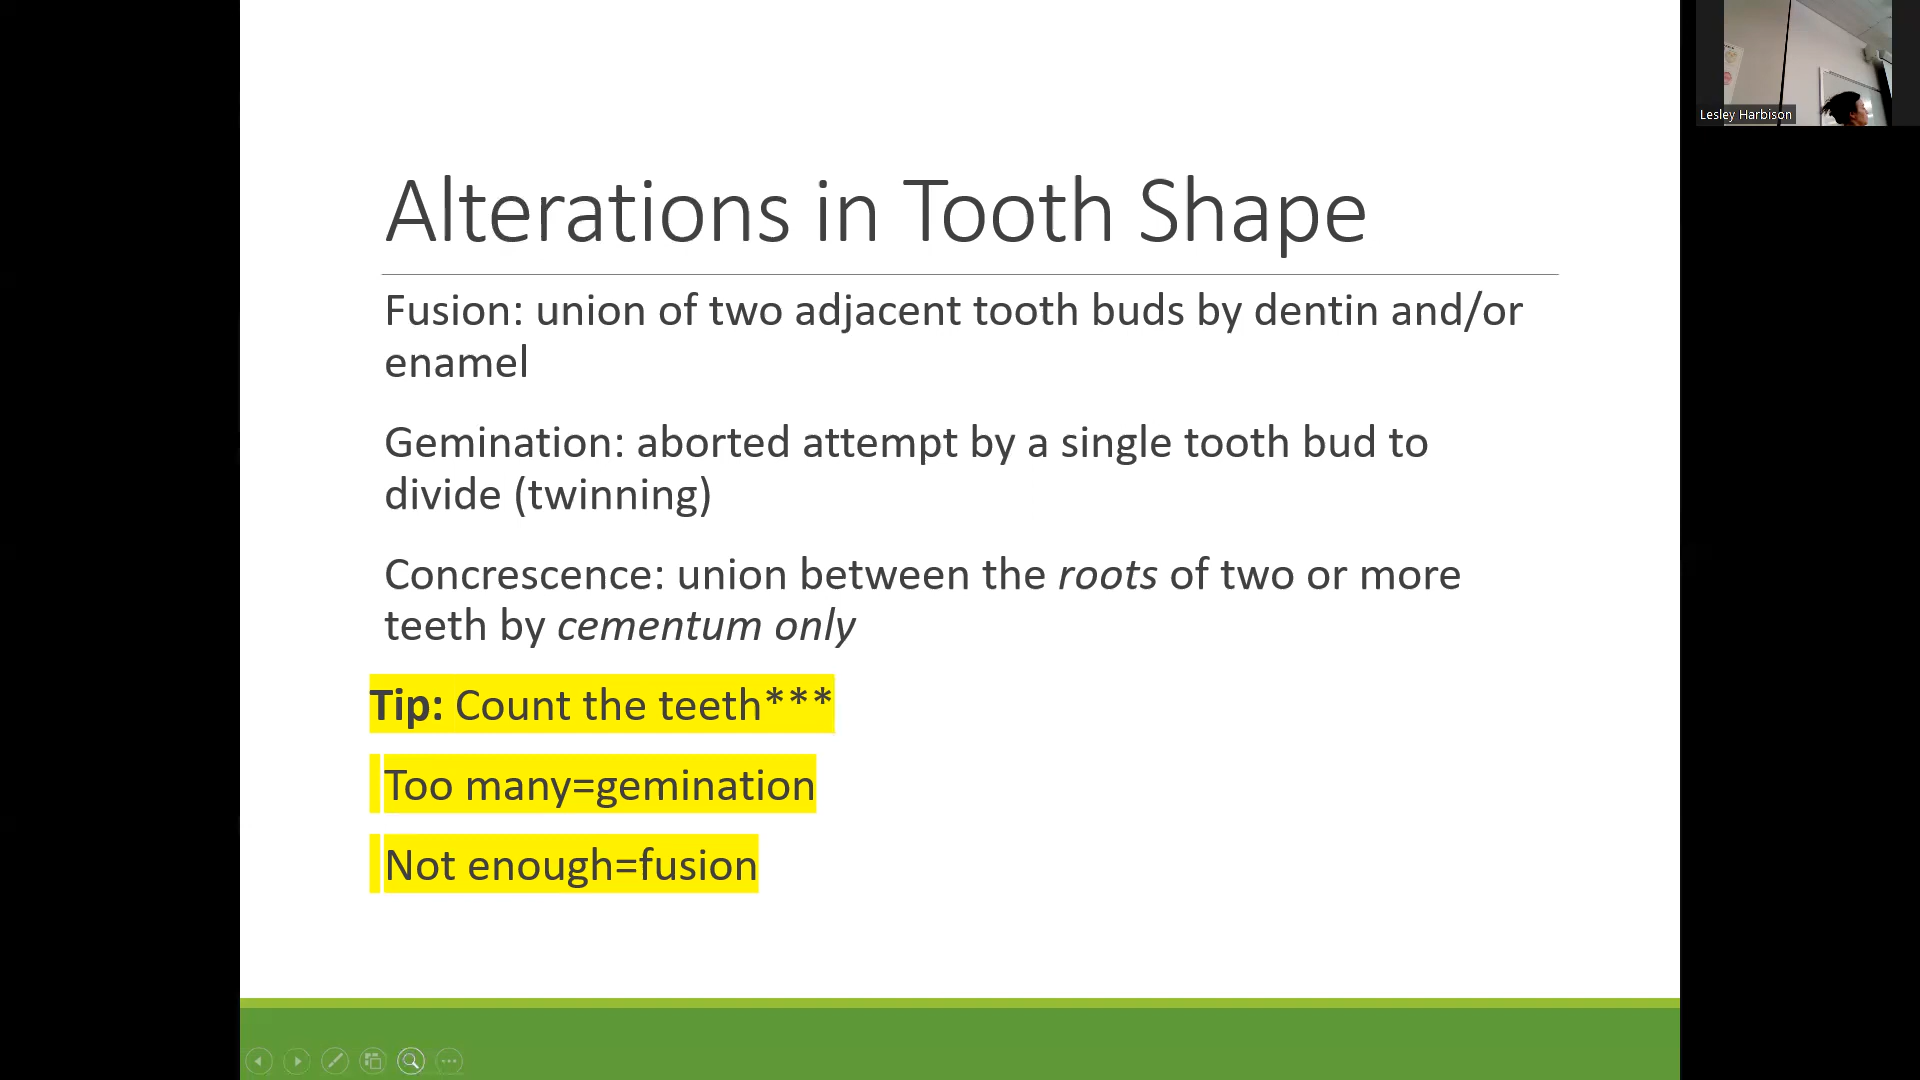 Lesley Harbison
Alterations in Tooth Shape
Fusion: union of two adjacent tooth buds by dentin and/or
enamel
Gemination: aborted attempt by a single tooth bud to
divide (twinning)
Concrescence: union between the roots of two or more
teeth by cementum only
Tip: Count the teeth***
Too many=gemination
Not enough=fusion